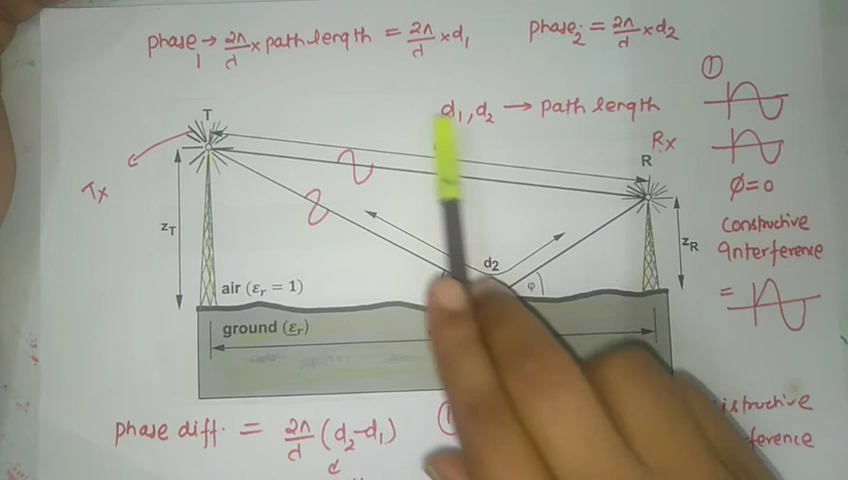 phase₁ → 2π/λ × path length = 2π/λ × d₁
phase₂ = 2π/λ × d₂
d₁, d₂ → path length
①
T
Rx
R
Tx
ϕ=0
constructive
interference
=
zT
zR
d2
φ
air (εr = 1)
ground (εr)
phase diff. = 2π/λ (d₂-d₁)